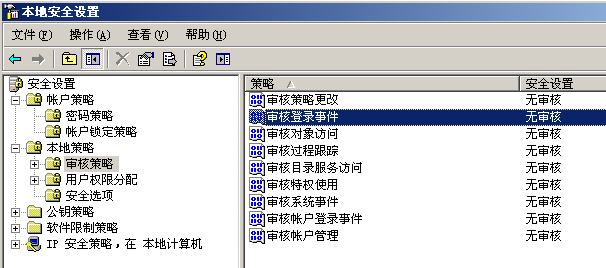 本地安全设置
文件(F) 操作(A) 查看(V) 帮助(H)
安全设置
帐户策略
密码策略
帐户锁定策略
本地策略
审核策略
用户权限分配
安全选项
公钥策略
软件限制策略
IP 安全策略，在 本地计算机
策略 安全设置
审核策略更改 无审核
审核登录事件 无审核
审核对象访问 无审核
审核过程跟踪 无审核
审核目录服务访问 无审核
审核特权使用 无审核
审核系统事件 无审核
审核帐户登录事件 无审核
审核帐户管理 无审核